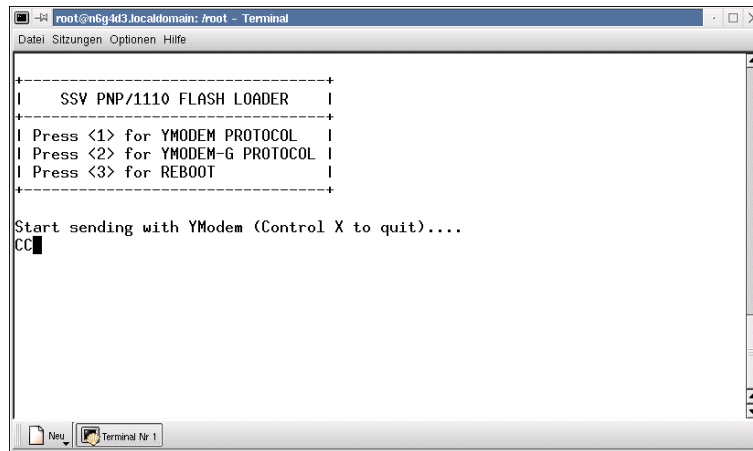 root@n6g4d3.localdomain: /root - Terminal
Datei Sitzungen Optionen Hilfe
+--------------------------------+
|    SSV PNP/1110 FLASH LOADER    |
+--------------------------------+
| Press <1> for YMODEM PROTOCOL   |
| Press <2> for YMODEM-G PROTOCOL |
| Press <3> for REBOOT            |
+--------------------------------+
Start sending with YModem (Control X to quit)....
CC
Neu
Terminal Nr 1